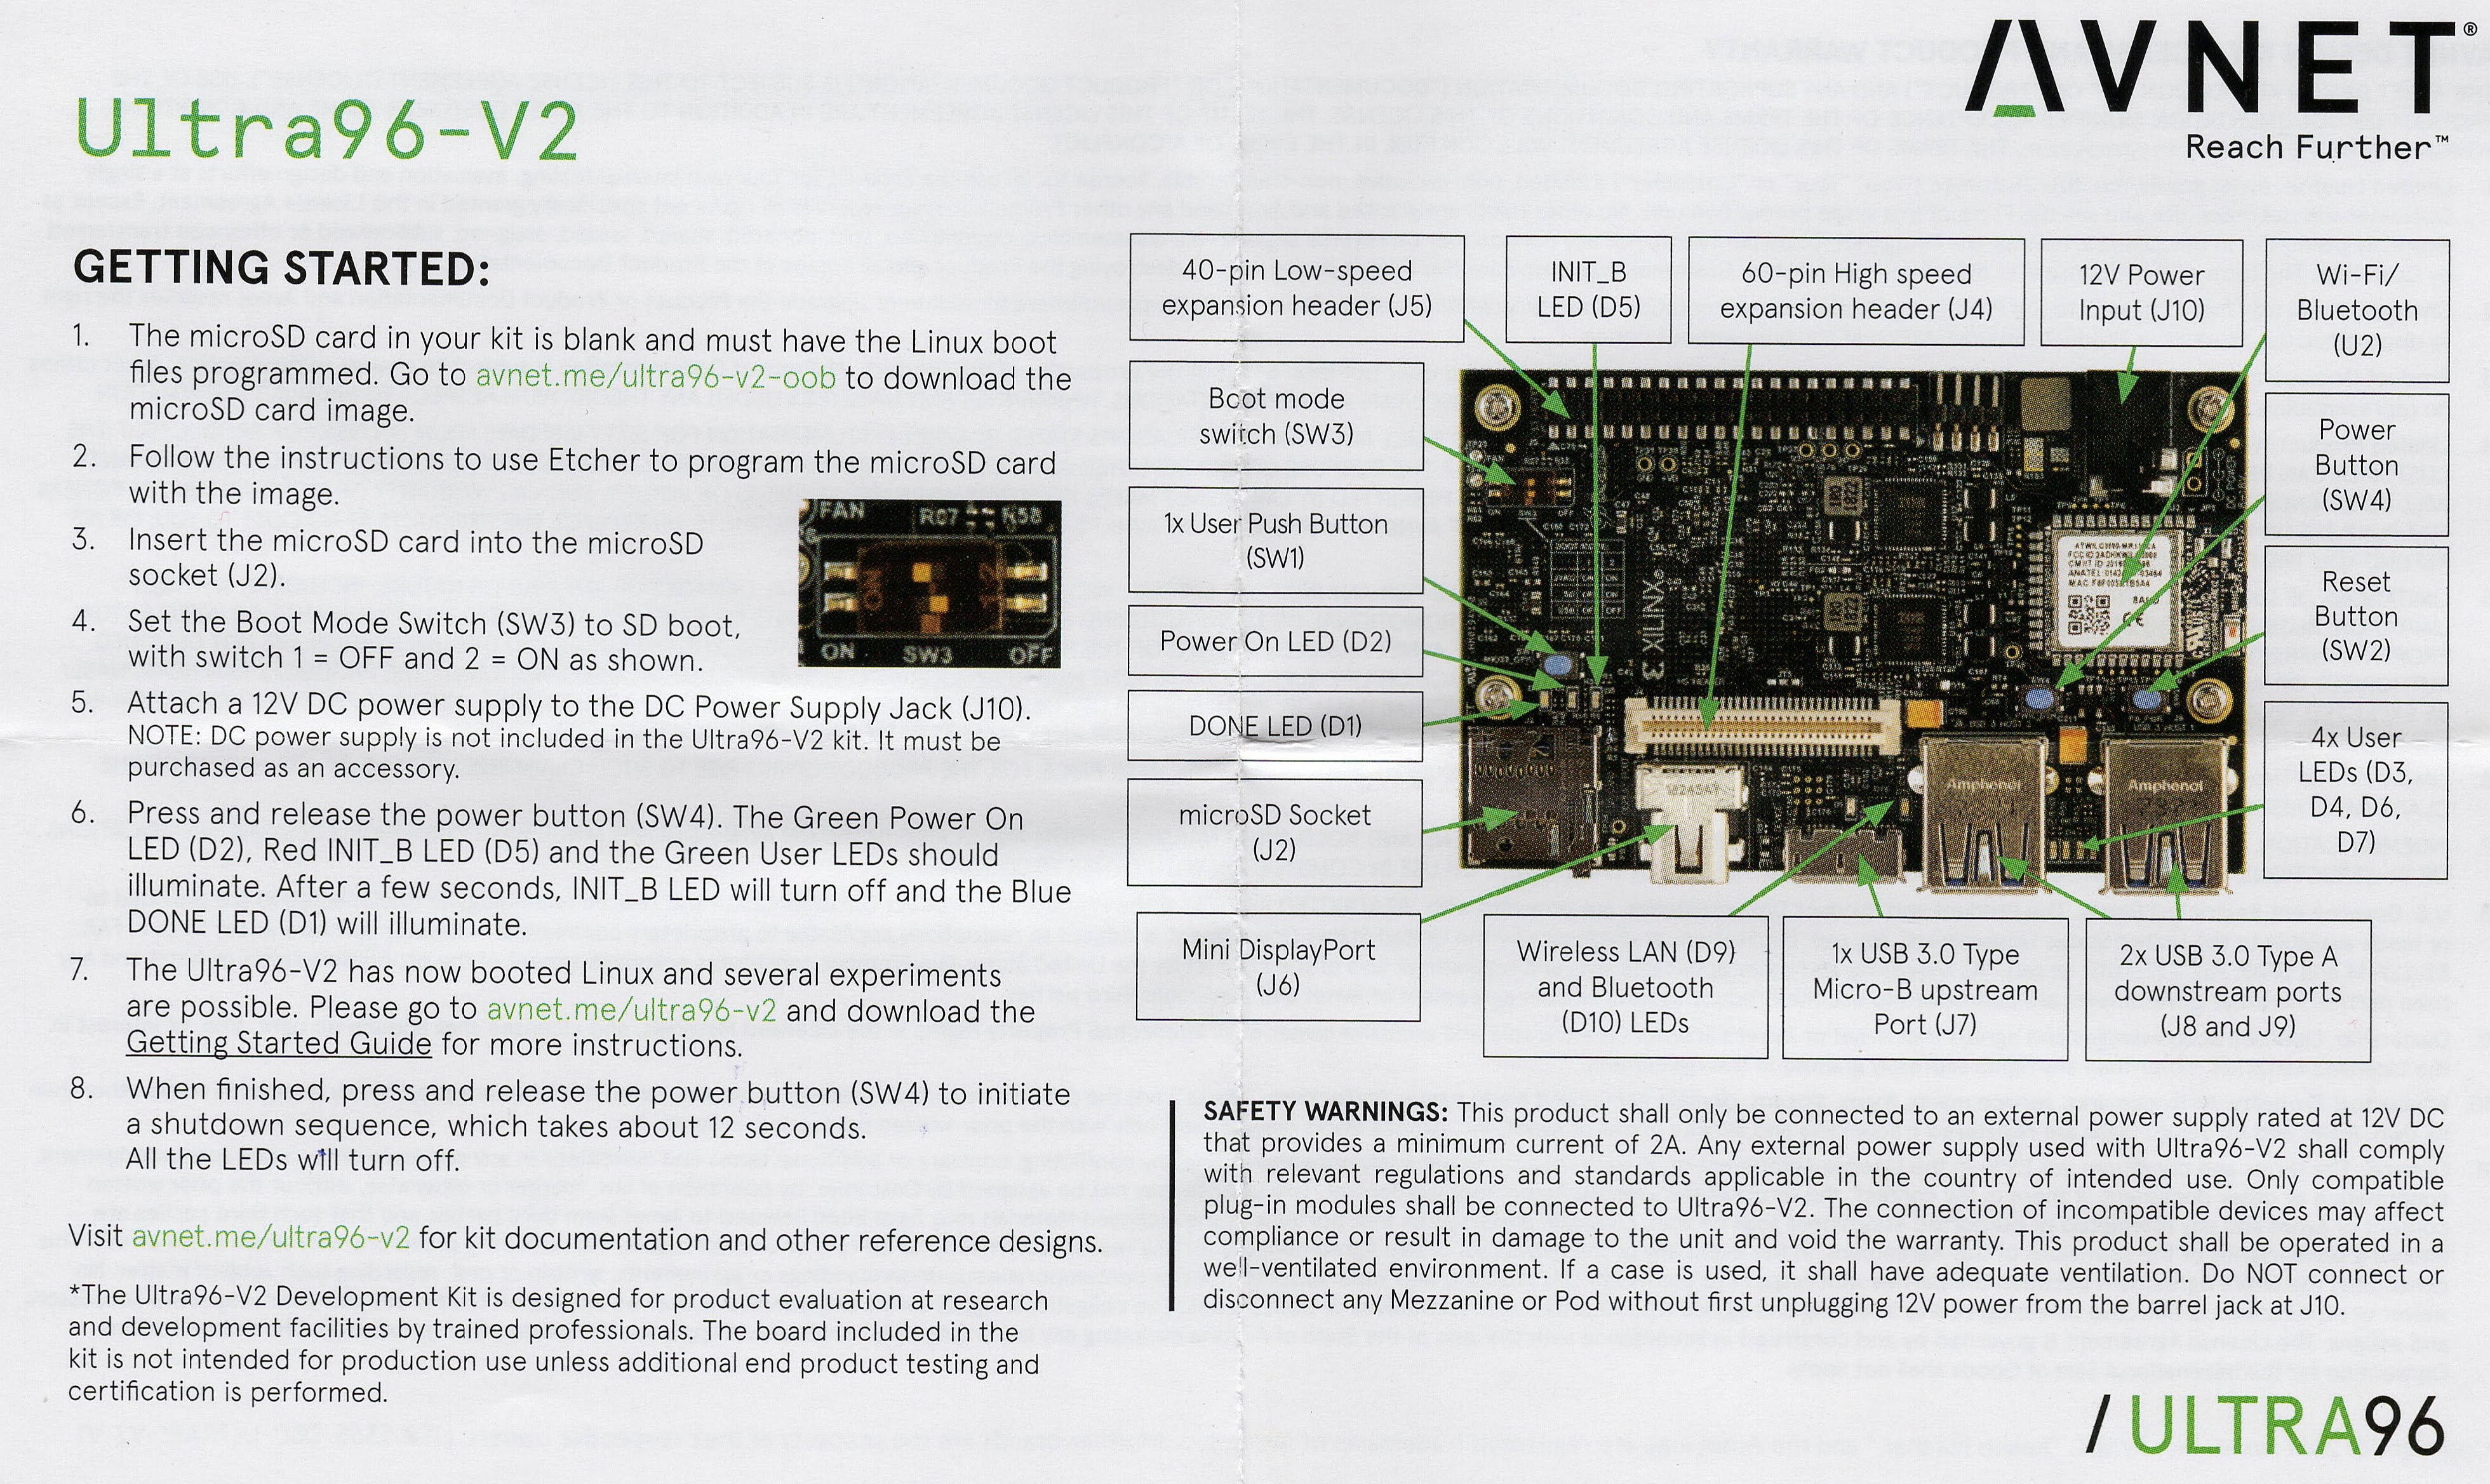 AVNET®
Reach Further™
Ultra96-V2
GETTING STARTED:
1. The microSD card in your kit is blank and must have the Linux boot
files programmed. Go to avnet.me/ultra96-v2-oob to download the
microSD card image.
2. Follow the instructions to use Etcher to program the microSD card
with the image.
3. Insert the microSD card into the microSD
socket (J2).
4. Set the Boot Mode Switch (SW3) to SD boot,
with switch 1 = OFF and 2 = ON as shown.
FAN
ON SW3 OFF
5. Attach a 12V DC power supply to the DC Power Supply Jack (J10).
NOTE: DC power supply is not included in the Ultra96-V2 kit. It must be
purchased as an accessory.
6. Press and release the power button (SW4). The Green Power On
LED (D2), Red INIT_B LED (D5) and the Green User LEDs should
illuminate. After a few seconds, INIT_B LED will turn off and the Blue
DONE LED (D1) will illuminate.
7. The Ultra96-V2 has now booted Linux and several experiments
are possible. Please go to avnet.me/ultra96-v2 and download the
Getting Started Guide for more instructions.
8. When finished, press and release the power button (SW4) to initiate
a shutdown sequence, which takes about 12 seconds.
All the LEDs will turn off.
Visit avnet.me/ultra96-v2 for kit documentation and other reference designs.
*The Ultra96-V2 Development Kit is designed for product evaluation at research
and development facilities by trained professionals. The board included in the
kit is not intended for production use unless additional end product testing and
certification is performed.
40-pin Low-speed
expansion header (J5)
INIT_B
LED (D5)
60-pin High speed
expansion header (J4)
12V Power
Input (J10)
Wi-Fi/
Bluetooth
(U2)
Boot mode
switch (SW3)
1x User Push Button
(SW1)
Power On LED (D2)
DONE LED (D1)
microSD Socket
(J2)
Mini DisplayPort
(J6)
Power
Button
(SW4)
Reset
Button
(SW2)
4x User
LEDs (D3,
D4, D6,
D7)
XILINX
Amphenol
Amphenol
Wireless LAN (D9)
and Bluetooth
(D10) LEDs
1x USB 3.0 Type
Micro-B upstream
Port (J7)
2x USB 3.0 Type A
downstream ports
(J8 and J9)
SAFETY WARNINGS: This product shall only be connected to an external power supply rated at 12V DC
that provides a minimum current of 2A. Any external power supply used with Ultra96-V2 shall comply
with relevant regulations and standards applicable in the country of intended use. Only compatible
plug-in modules shall be connected to Ultra96-V2. The connection of incompatible devices may affect
compliance or result in damage to the unit and void the warranty. This product shall be operated in a
well-ventilated environment. If a case is used, it shall have adequate ventilation. Do NOT connect or
disconnect any Mezzanine or Pod without first unplugging 12V power from the barrel jack at J10.
/ ULTRA96